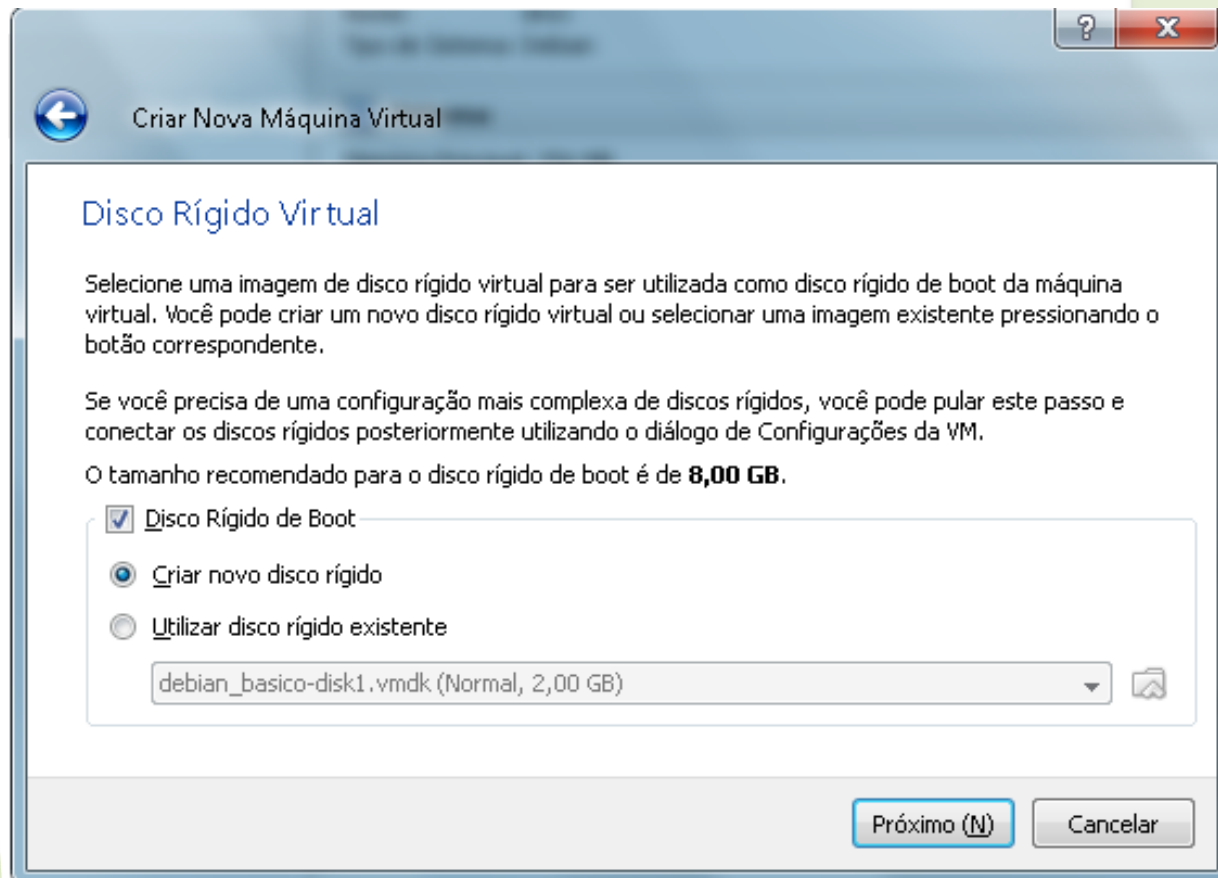 Tipo de Sistema: Debian
Criar Nova Máquina Virtual
Disco Rígido Virtual
Selecione uma imagem de disco rígido virtual para ser utilizada como disco rígido de boot da máquina
virtual. Você pode criar um novo disco rígido virtual ou selecionar uma imagem existente pressionando o
botão correspondente.
Se você precisa de uma configuração mais complexa de discos rígidos, você pode pular este passo e
conectar os discos rígidos posteriormente utilizando o diálogo de Configurações da VM.
O tamanho recomendado para o disco rígido de boot é de 8,00 GB.
Disco Rígido de Boot
Criar novo disco rígido
Utilizar disco rígido existente
debian_basico-disk1.vmdk (Normal, 2,00 GB)
Próximo (N)
Cancelar